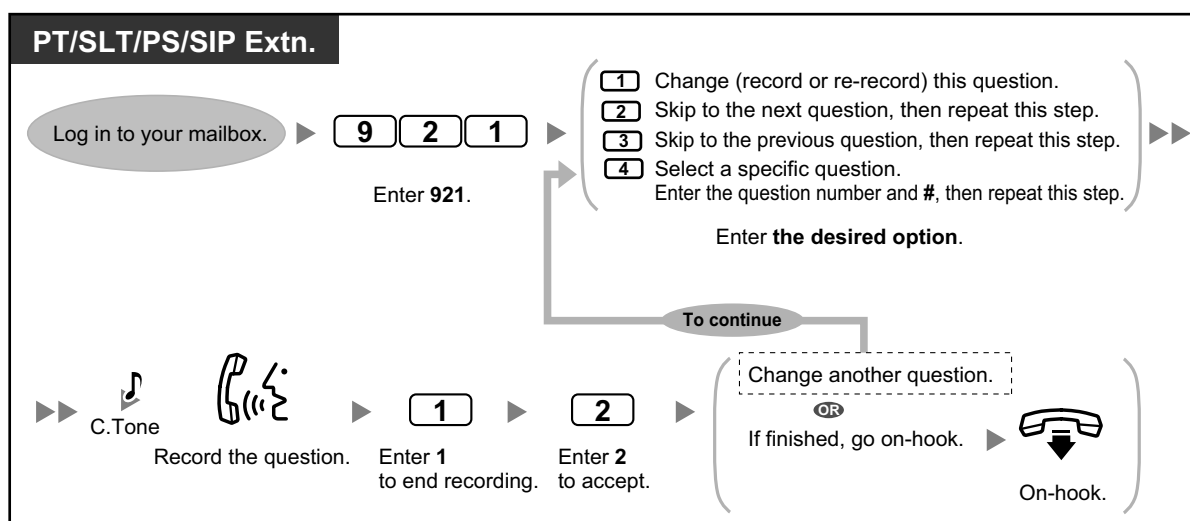 PT/SLT/PS/SIP Extn.
Log in to your mailbox.
9 2 1
Enter 921.
1 Change (record or re-record) this question.
2 Skip to the next question, then repeat this step.
3 Skip to the previous question, then repeat this step.
4 Select a specific question.
Enter the question number and #, then repeat this step.
Enter the desired option.
To continue
C.Tone
Record the question.
1
Enter 1
to end recording.
2
Enter 2
to accept.
Change another question.
OR
If finished, go on-hook.
On-hook.